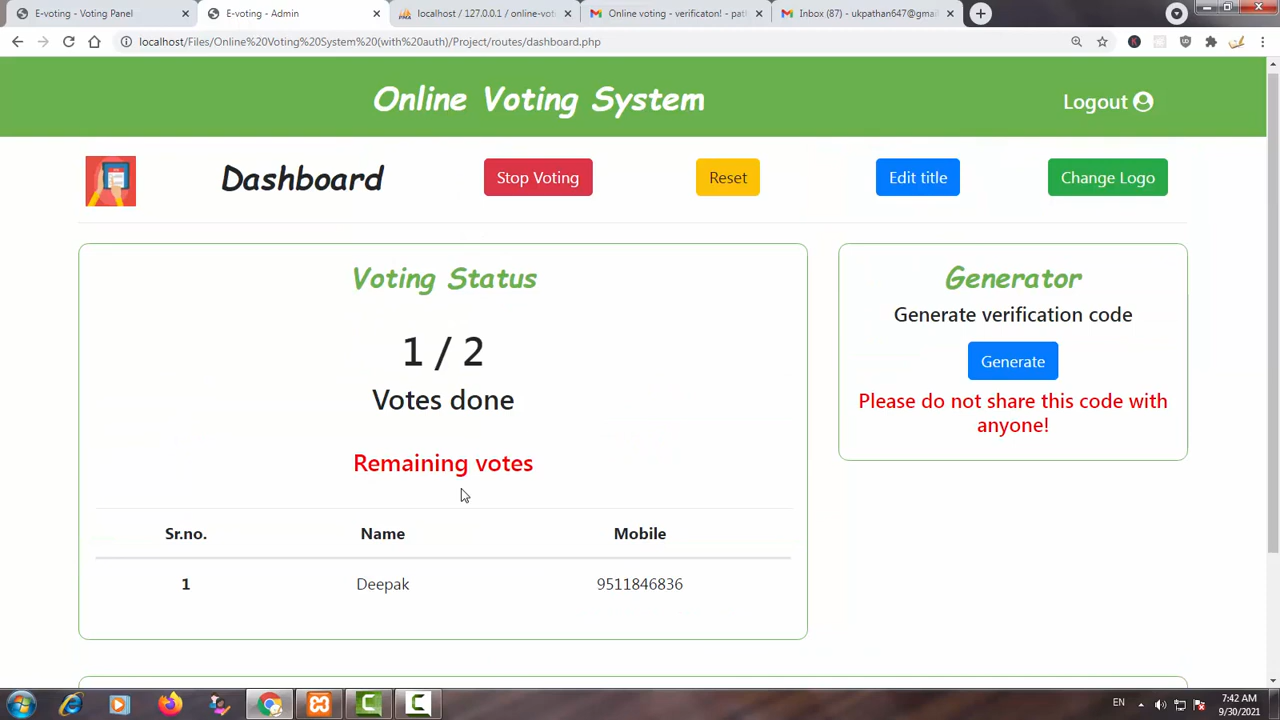 E-voting - Voting Panel
E-voting - Admin
localhost / 127.0.0.1 / online-vo
Online voting - verificaton! - pat
Inbox (87) - ukpathan647@gmai
localhost/Files/Online%20Voting%20System%20(with%20auth)/Project/routes/dashboard.php
Online Voting System
Logout
Dashboard
Stop Voting
Reset
Edit title
Change Logo
Voting Status
1 / 2
Votes done
Remaining votes
Sr.no. Name Mobile
1 Deepak 9511846836
Generator
Generate verification code
Generate
Please do not share this code with
anyone!
EN
7:42 AM
9/30/2021